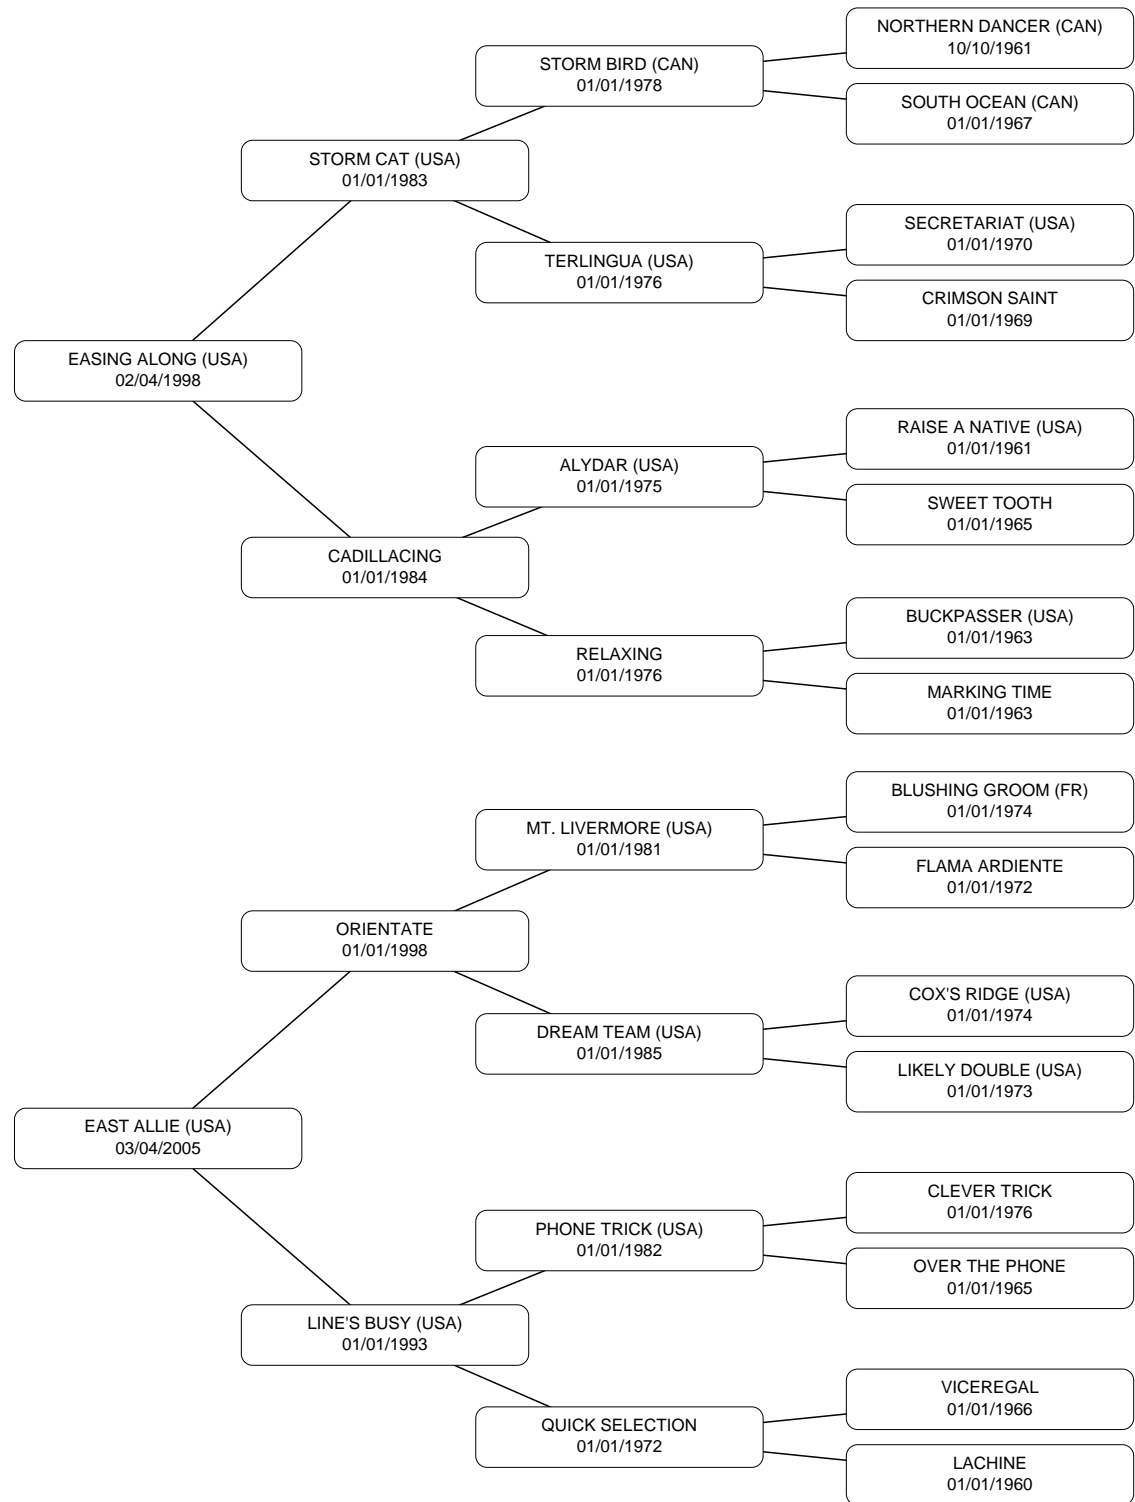 NORTHERN DANCER (CAN)
10/10/1961
STORM BIRD (CAN)
01/01/1978
SOUTH OCEAN (CAN)
01/01/1967
STORM CAT (USA)
01/01/1983
SECRETARIAT (USA)
01/01/1970
TERLINGUA (USA)
01/01/1976
CRIMSON SAINT
01/01/1969
EASING ALONG (USA)
02/04/1998
RAISE A NATIVE (USA)
01/01/1961
ALYDAR (USA)
01/01/1975
SWEET TOOTH
01/01/1965
CADILLACING
01/01/1984
BUCKPASSER (USA)
01/01/1963
RELAXING
01/01/1976
MARKING TIME
01/01/1963
BLUSHING GROOM (FR)
01/01/1974
MT. LIVERMORE (USA)
01/01/1981
FLAMA ARDIENTE
01/01/1972
ORIENTATE
01/01/1998
COX'S RIDGE (USA)
01/01/1974
DREAM TEAM (USA)
01/01/1985
LIKELY DOUBLE (USA)
01/01/1973
EAST ALLIE (USA)
03/04/2005
CLEVER TRICK
01/01/1976
PHONE TRICK (USA)
01/01/1982
OVER THE PHONE
01/01/1965
LINE'S BUSY (USA)
01/01/1993
VICEREGAL
01/01/1966
QUICK SELECTION
01/01/1972
LACHINE
01/01/1960